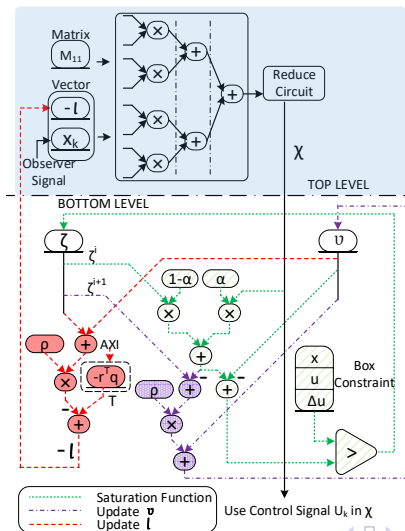 Matrix
M₁₁
Vector
-l
Xₖ
Observer
Signal
×
×
×
×
+
+
+
Reduce
Circuit
χ
TOP LEVEL
BOTTOM LEVEL
ζ
ζⁱ
ζⁱ⁺¹
υ
1-α
α
×
×
+
-
+
ρ
+
AXI
×
-rᵀq
T
-
+
-l
+
-
ρ
×
+
x
u
Δu
Box
Constraint
>
Saturation Function
Update υ
Update l
Use Control Signal Uₖ in χ